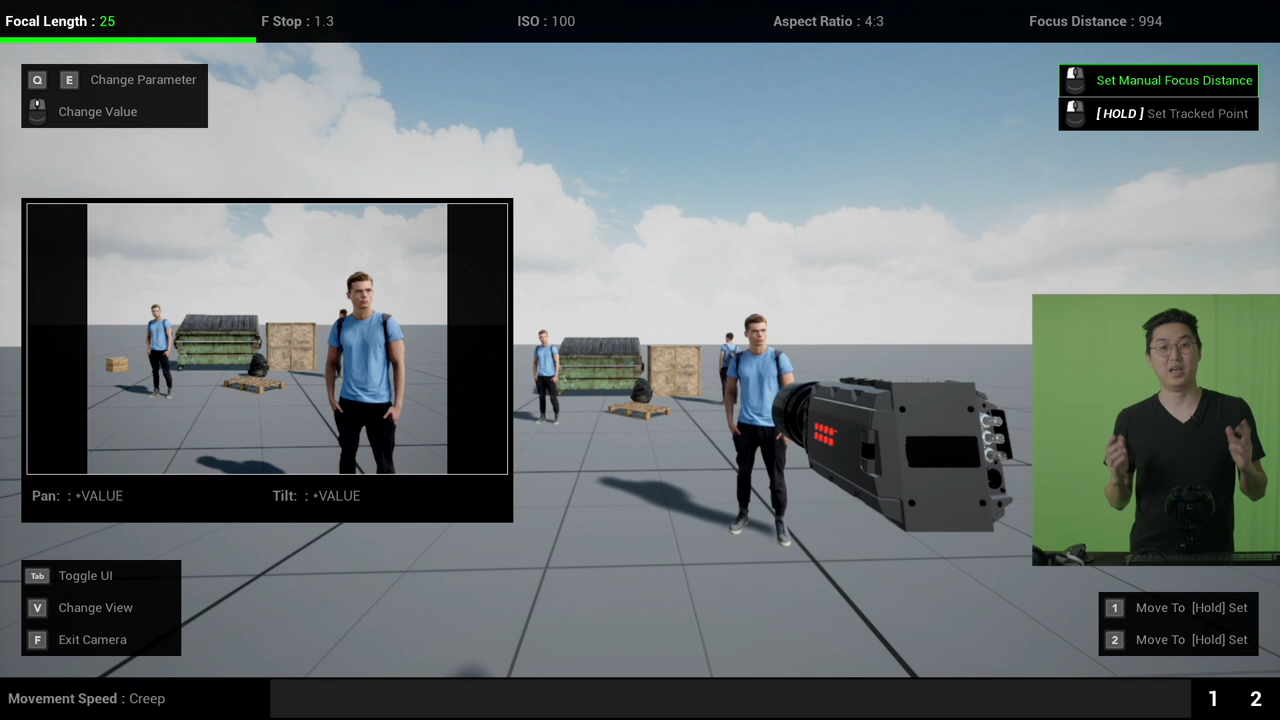 Focal Length : 25
F Stop : 1.3
ISO : 100
Aspect Ratio : 4:3
Focus Distance : 994
Q E Change Parameter
Change Value
Set Manual Focus Distance
[ HOLD ] Set Tracked Point
Pan: : *VALUE
Tilt: : *VALUE
Tab Toggle UI
V Change View
F Exit Camera
1 Move To [Hold] Set
2 Move To [Hold] Set
Movement Speed : Creep
1 2